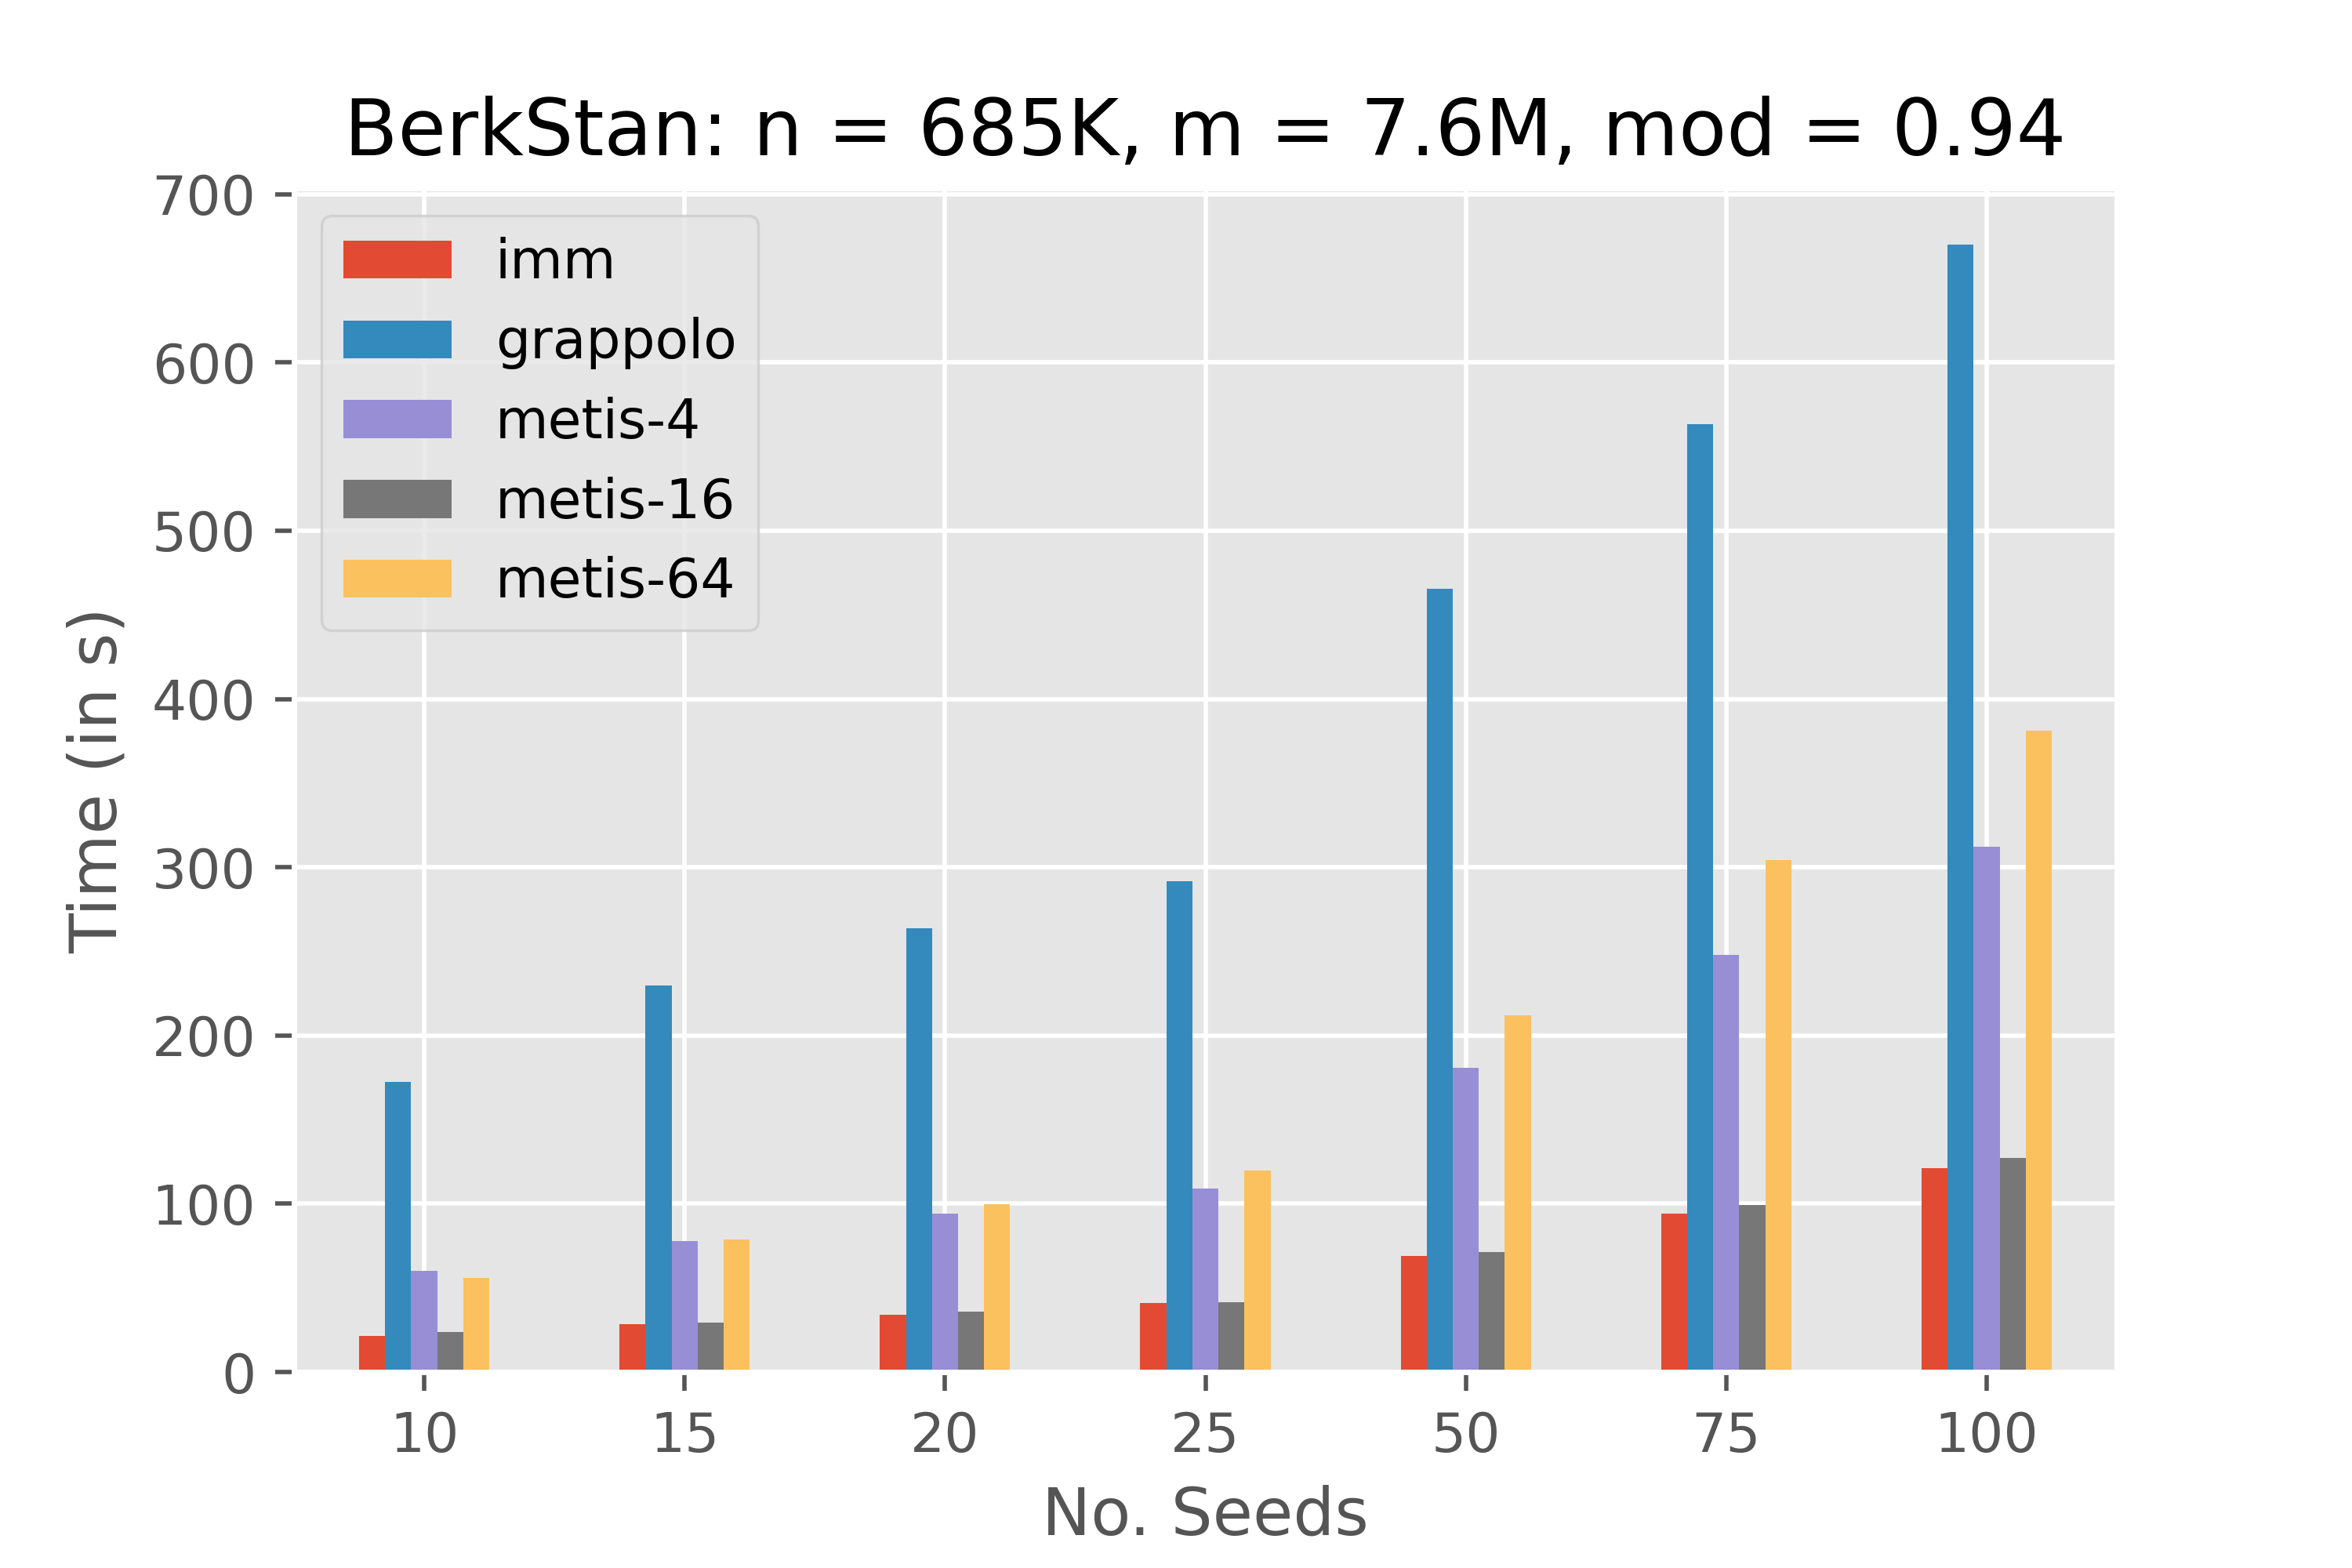 BerkStan: n = 685K, m = 7.6M, mod = 0.94
700
600
500
400
300
200
100
0
Time (in s)
imm
grappolo
metis-4
metis-16
metis-64
10 15 20 25 50 75 100
No. Seeds